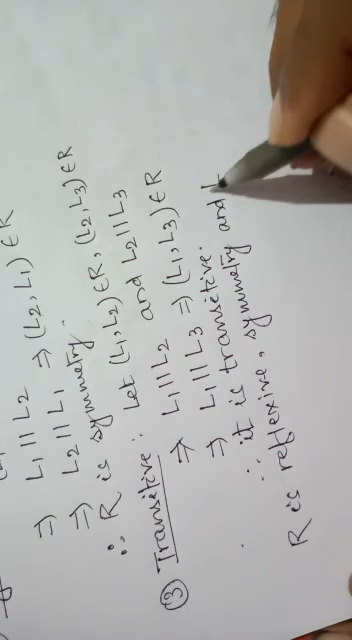 ⇒ L₁ || L₂
⇒ L₂ || L₁ ⇒ (L₂, L₁) ∈ R
∴ R is symmetry.
③ Transitive: Let (L₁, L₂) ∈ R, (L₂, L₃) ∈ R
⇒ L₁ || L₂ and L₂ || L₃
⇒ L₁ || L₃ ⇒ (L₁, L₃) ∈ R
∴ it is transitive.
R is reflexive, symmetry and